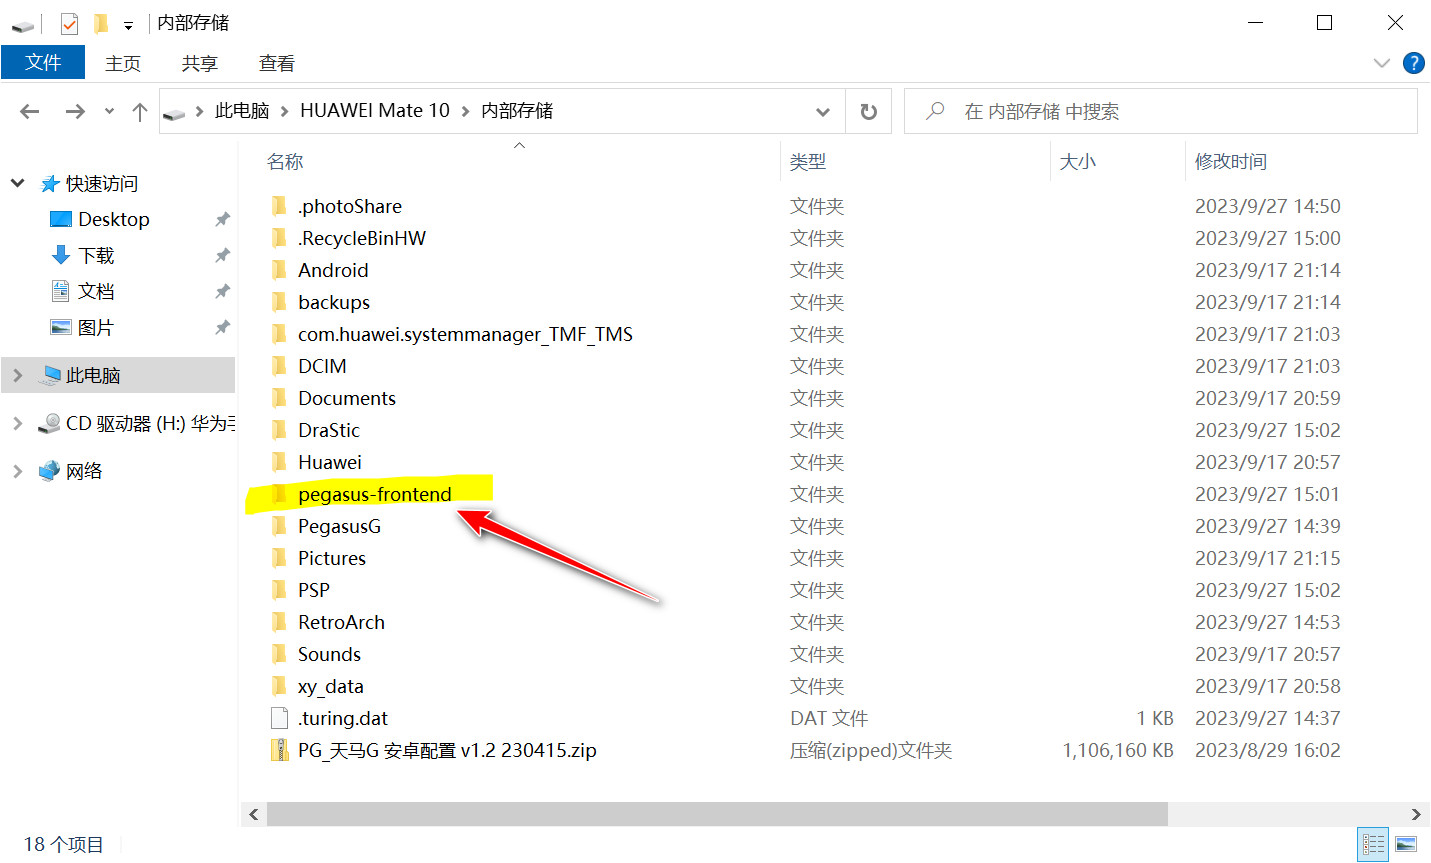 内部存储
文件 主页 共享 查看 ?
此电脑 HUAWEI Mate 10 内部存储 在 内部存储 中搜索
快速访问
Desktop
下载
文档
图片
此电脑
CD 驱动器 (H:) 华为
网络
名称 类型 大小 修改时间
.photoShare 文件夹 2023/9/27 14:50
.RecycleBinHW 文件夹 2023/9/27 15:00
Android 文件夹 2023/9/17 21:14
backups 文件夹 2023/9/17 21:14
com.huawei.systemmanager_TMF_TMS 文件夹 2023/9/17 21:03
DCIM 文件夹 2023/9/17 21:03
Documents 文件夹 2023/9/17 20:59
DraStic 文件夹 2023/9/27 15:02
Huawei 文件夹 2023/9/17 20:57
pegasus-frontend 文件夹 2023/9/27 15:01
PegasusG 文件夹 2023/9/27 14:39
Pictures 文件夹 2023/9/17 21:15
PSP 文件夹 2023/9/27 15:02
RetroArch 文件夹 2023/9/27 14:53
Sounds 文件夹 2023/9/17 20:57
xy_data 文件夹 2023/9/17 20:58
.turing.dat DAT 文件 1 KB 2023/9/27 14:37
PG_天马G 安卓配置 v1.2 230415.zip 压缩(zipped)文件夹 1,106,160 KB 2023/8/29 16:02
18 个项目